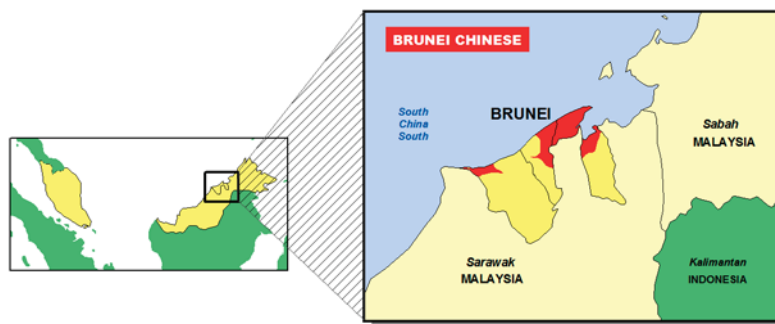 BRUNEI CHINESE
South
China
South
BRUNEI
Sabah
MALAYSIA
Sarawak
MALAYSIA
Kalimantan
INDONESIA